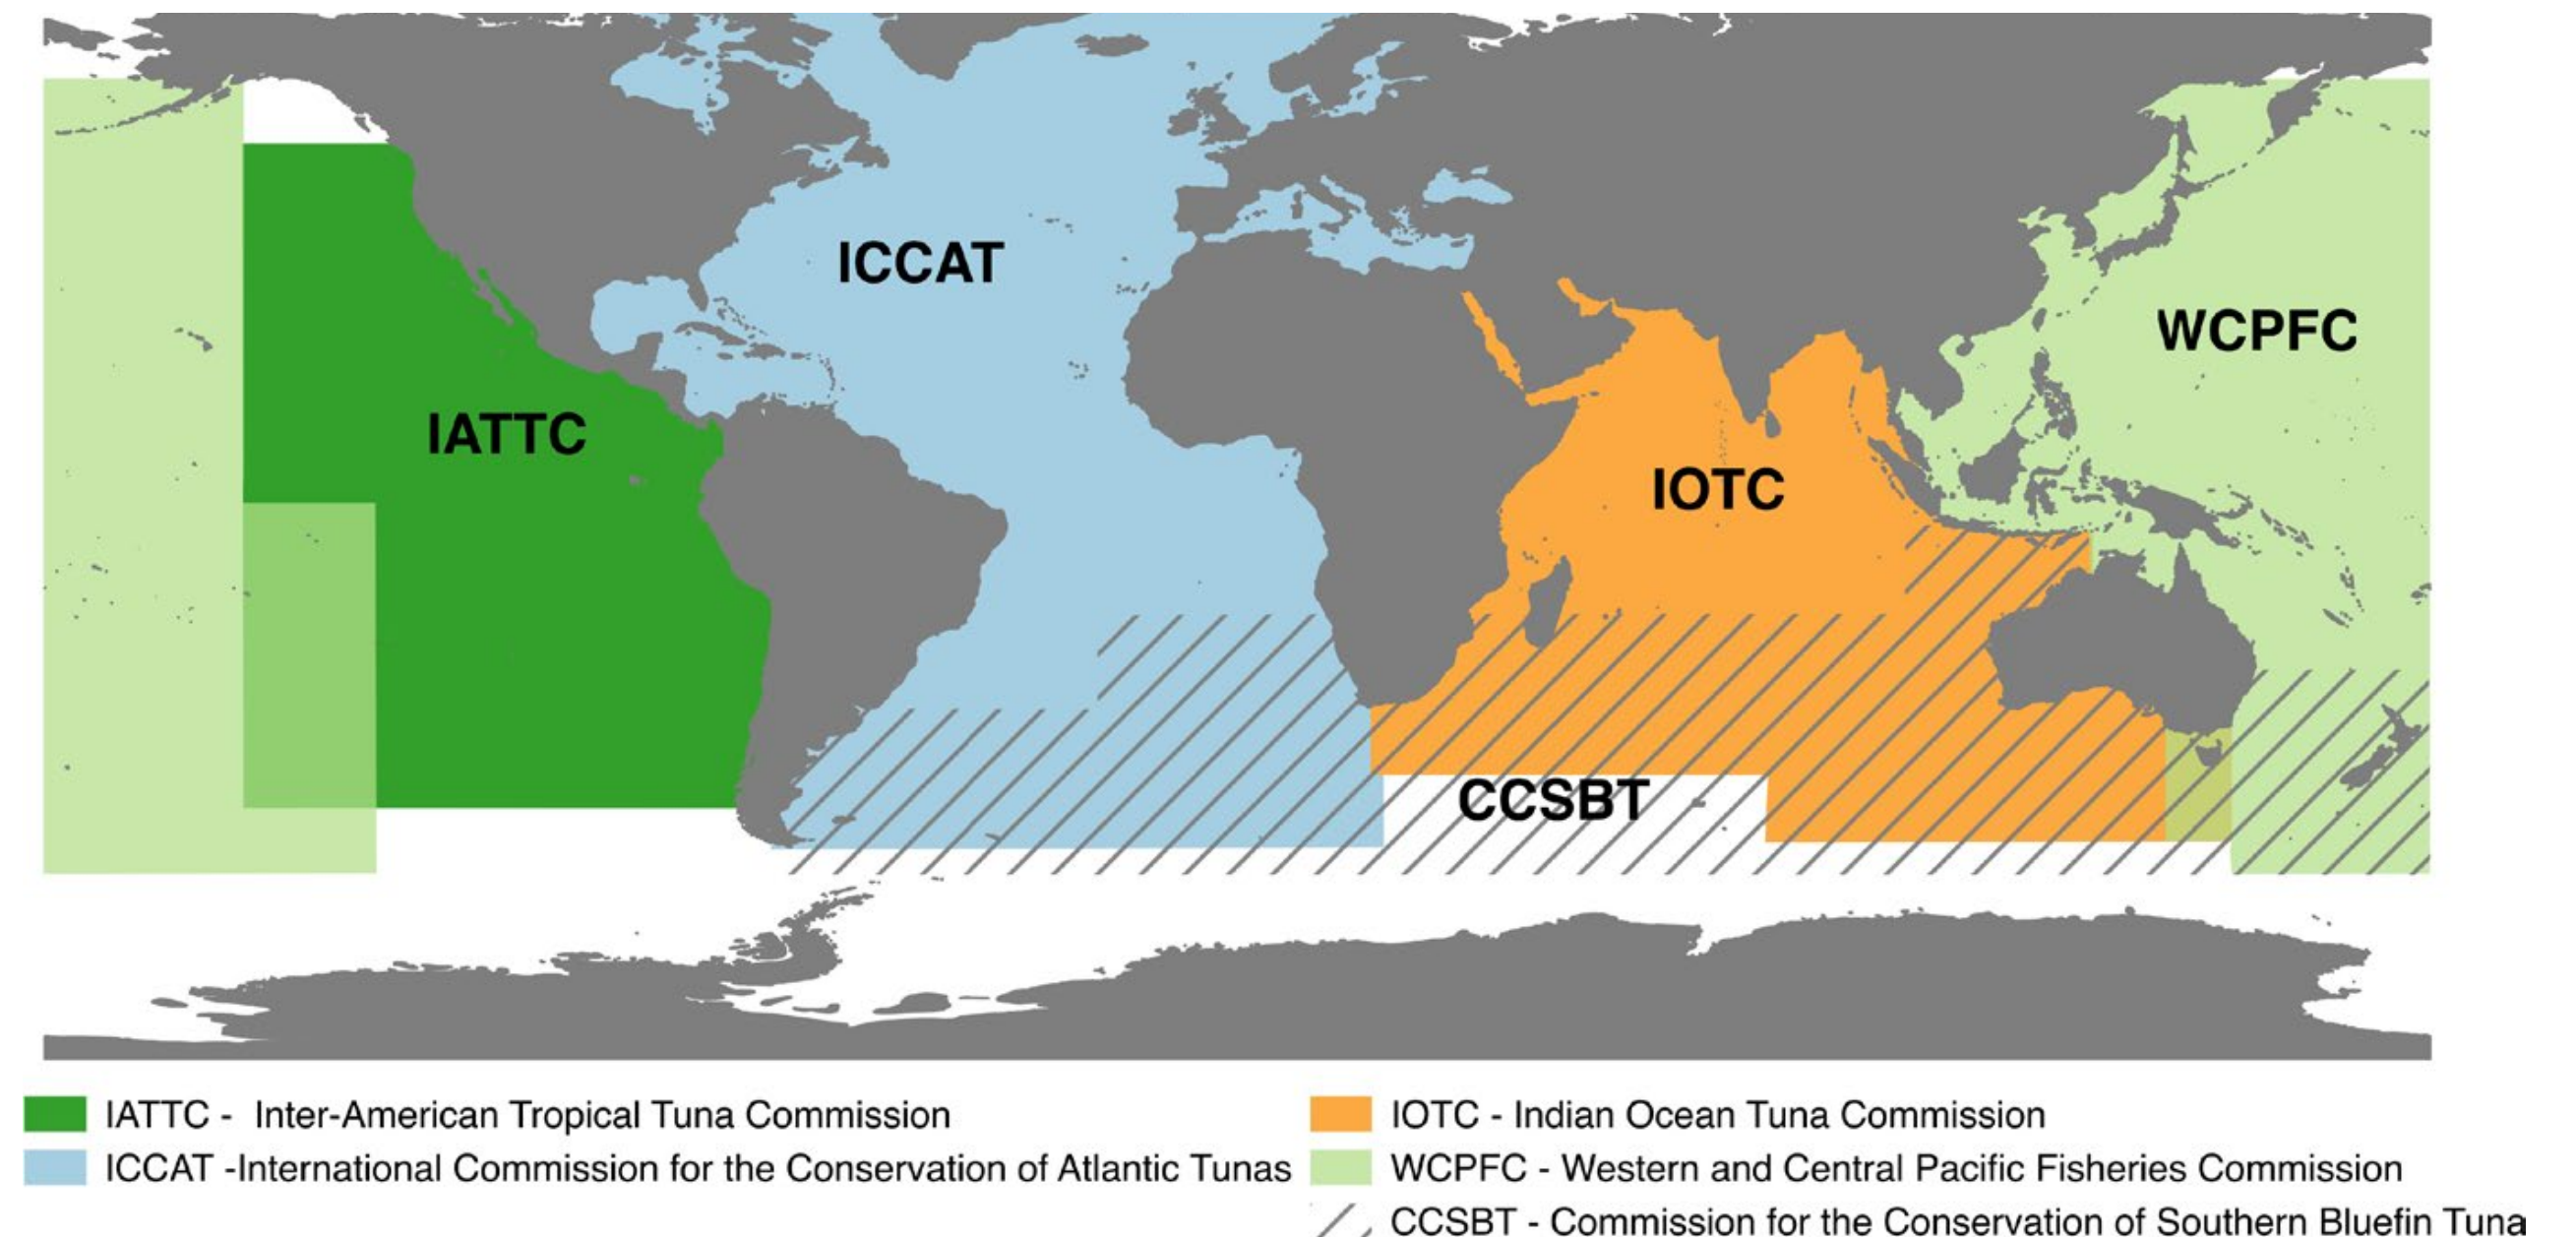 ICCAT
WCPFC
IATTC
IOTC
CCSBT
IATTC -  Inter-American Tropical Tuna Commission
ICCAT -International Commission for the Conservation of Atlantic Tunas
IOTC - Indian Ocean Tuna Commission
WCPFC - Western and Central Pacific Fisheries Commission
CCSBT - Commission for the Conservation of Southern Bluefin Tuna